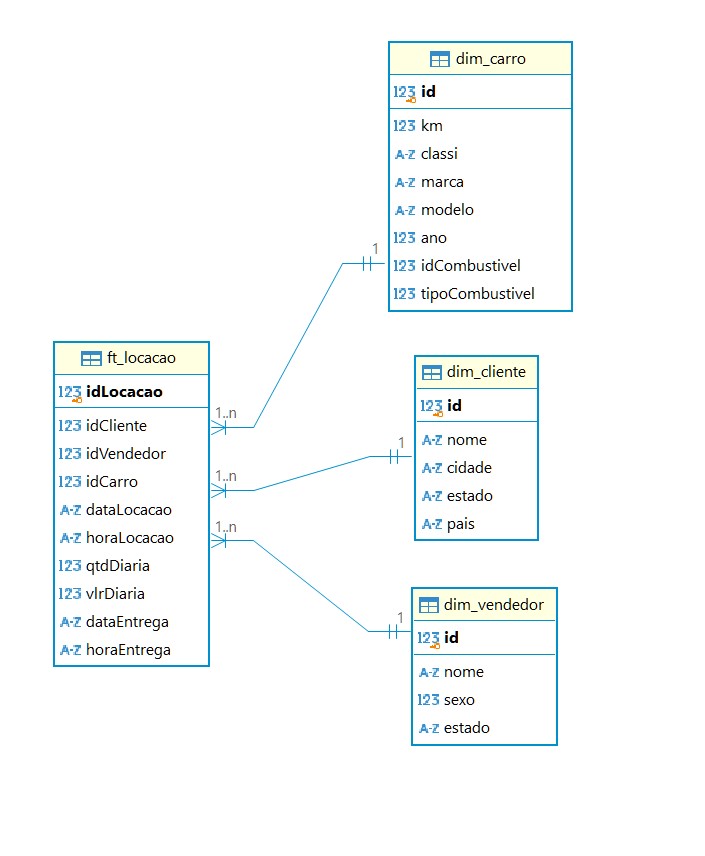 dim_carro
123 id
123 km
A-Z classi
A-Z marca
A-Z modelo
123 ano
123 idCombustivel
123 tipoCombustivel
1
ft_locacao
123 idLocacao
123 idCliente
123 idVendedor
123 idCarro
A-Z dataLocacao
A-Z horaLocacao
123 qtdDiaria
123 vlrDiaria
A-Z dataEntrega
A-Z horaEntrega
1..n
1..n
1..n
dim_cliente
123 id
A-Z nome
A-Z cidade
A-Z estado
A-Z pais
1
dim_vendedor
123 id
A-Z nome
123 sexo
A-Z estado
1